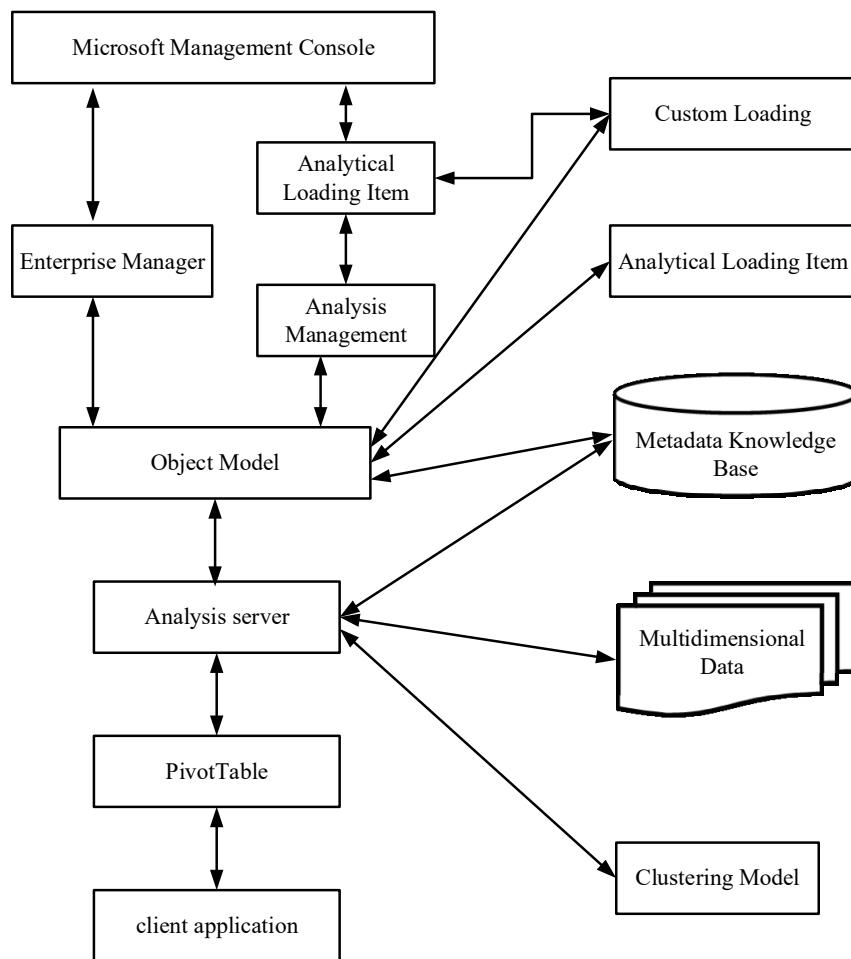 Microsoft Management Console
Custom Loading
Analytical
Loading Item
Enterprise Manager
Analytical Loading Item
Analysis
Management
Object Model
Metadata Knowledge
Base
Analysis server
Multidimensional
Data
PivotTable
Clustering Model
client application